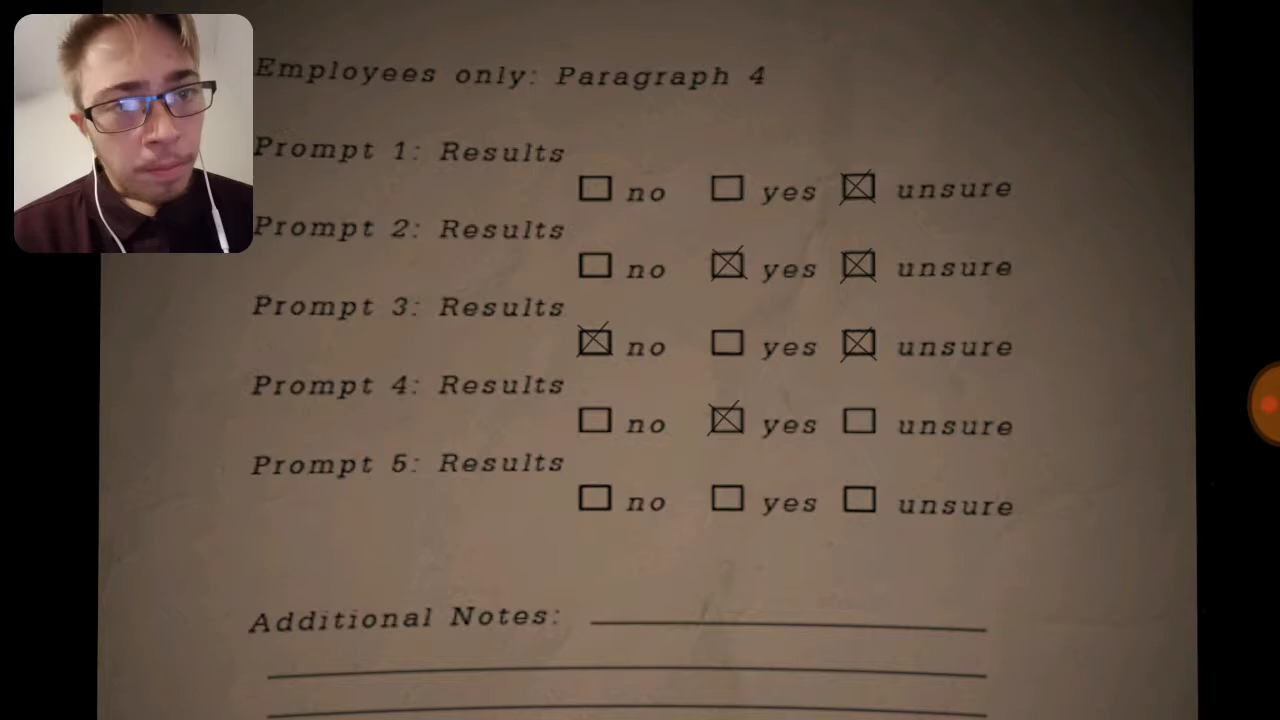 Employees only: Paragraph 4
Prompt 1: Results
no yes unsure
Prompt 2: Results
no yes unsure
Prompt 3: Results
no yes unsure
Prompt 4: Results
no yes unsure
Prompt 5: Results
no yes unsure
Additional Notes: